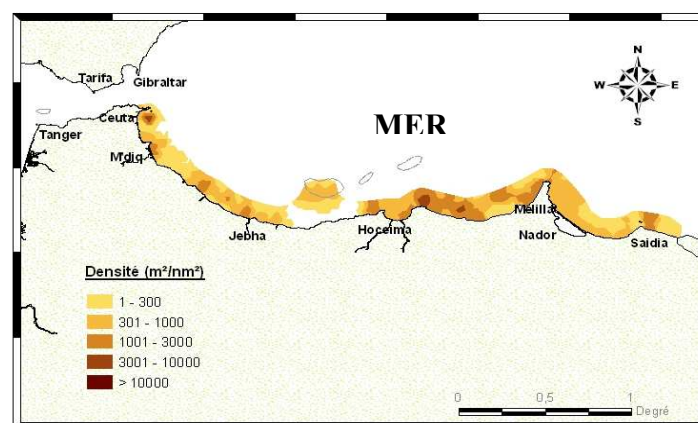 N
W E
S
Tarifa
Gibraltar
Ceuta
Tanger
MER
M'diq
Jebha
Hoceima
Melilla
Nador
Saidia
Densité (m²/nm²)
1 - 300
301 - 1000
1001 - 3000
3001 - 10000
> 10000
0 0,5 1
Degré